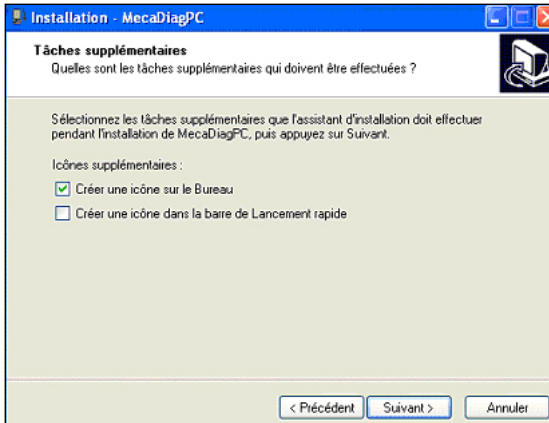 Installation - MecaDiagPC
Tâches supplémentaires
Quelles sont les tâches supplémentaires qui doivent être effectuées ?
Sélectionnez les tâches supplémentaires que l'assistant d'installation doit effectuer
pendant l'installation de MecaDiagPC, puis appuyez sur Suivant.
Icônes supplémentaires :
Créer une icône sur le Bureau
Créer une icône dans la barre de Lancement rapide
< Précédent Suivant > Annuler